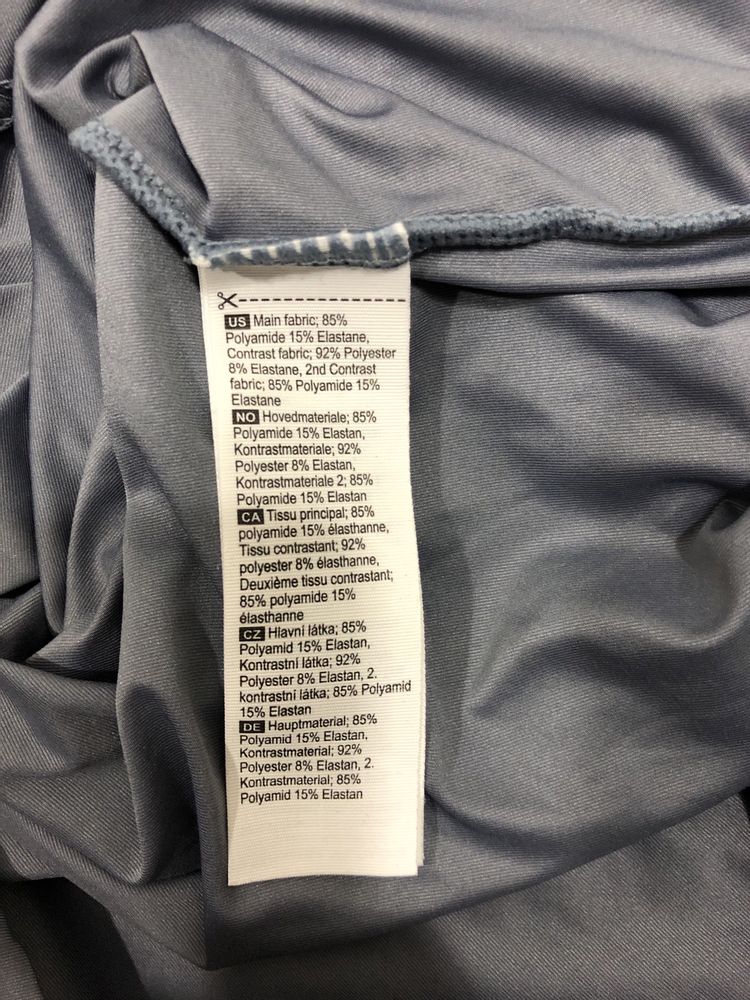 US Main fabric; 85%
Polyamide 15% Elastane,
Contrast fabric; 92% Polyester
8% Elastane, 2nd Contrast
fabric; 85% Polyamide 15%
Elastane
NO Hovedmateriale; 85%
Polyamide 15% Elastan,
Kontrastmateriale; 92%
Polyester 8% Elastan,
Kontrastmateriale 2; 85%
Polyamide 15% Elastan
CA Tissu principal; 85%
polyamide 15% élasthanne,
Tissu contrastant; 92%
polyester 8% élasthanne,
Deuxième tissu contrastant;
85% polyamide 15%
élasthanne
CZ Hlavní látka; 85%
Polyamid 15% Elastan,
Kontrastní látka; 92%
Polyester 8% Elastan, 2.
kontrastní látka; 85% Polyamid
15% Elastan
DE Hauptmaterial; 85%
Polyamid 15% Elastan,
Kontrastmaterial; 92%
Polyester 8% Elastan, 2.
Kontrastmaterial; 85%
Polyamid 15% Elastan